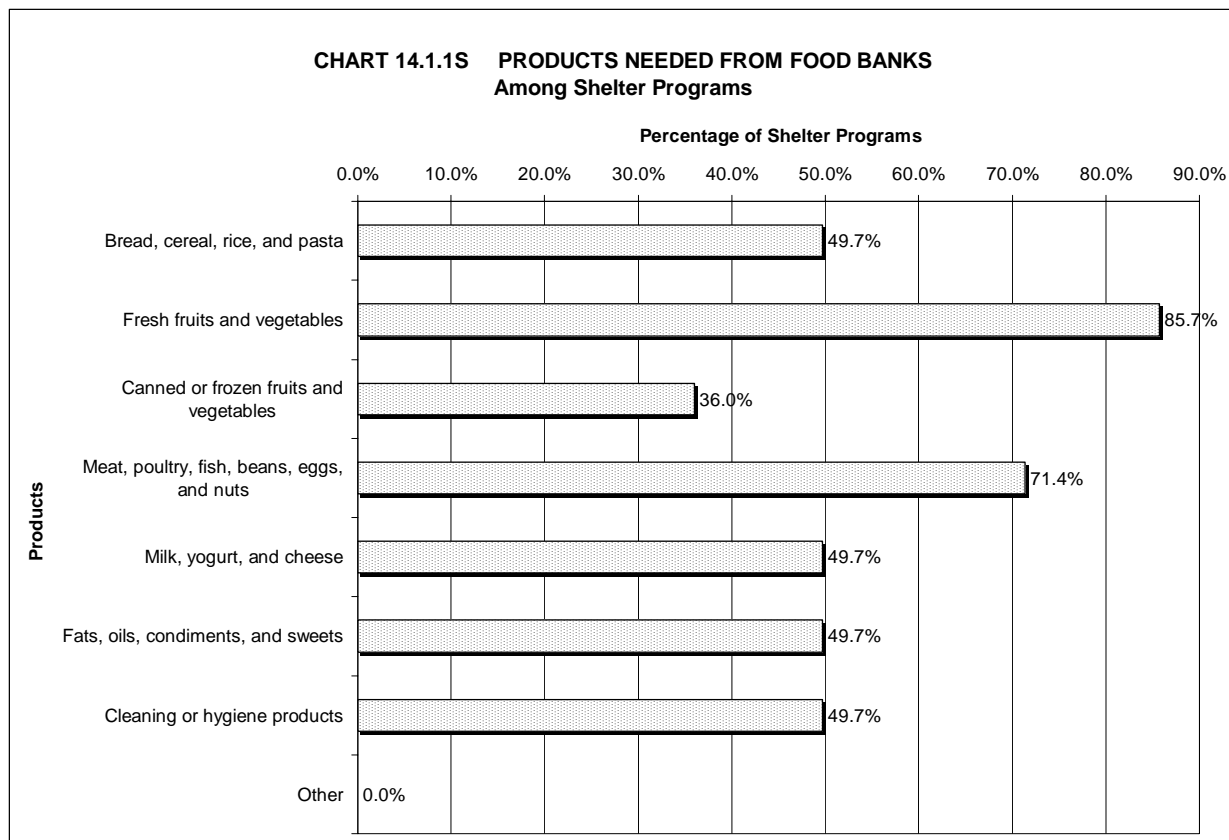 CHART 14.1.1S PRODUCTS NEEDED FROM FOOD BANKS
Among Shelter Programs
Percentage of Shelter Programs
0.0% 10.0% 20.0% 30.0% 40.0% 50.0% 60.0% 70.0% 80.0% 90.0%
Products
Bread, cereal, rice, and pasta 49.7%
Fresh fruits and vegetables 85.7%
Canned or frozen fruits and
vegetables 36.0%
Meat, poultry, fish, beans, eggs,
and nuts 71.4%
Milk, yogurt, and cheese 49.7%
Fats, oils, condiments, and sweets 49.7%
Cleaning or hygiene products 49.7%
Other 0.0%